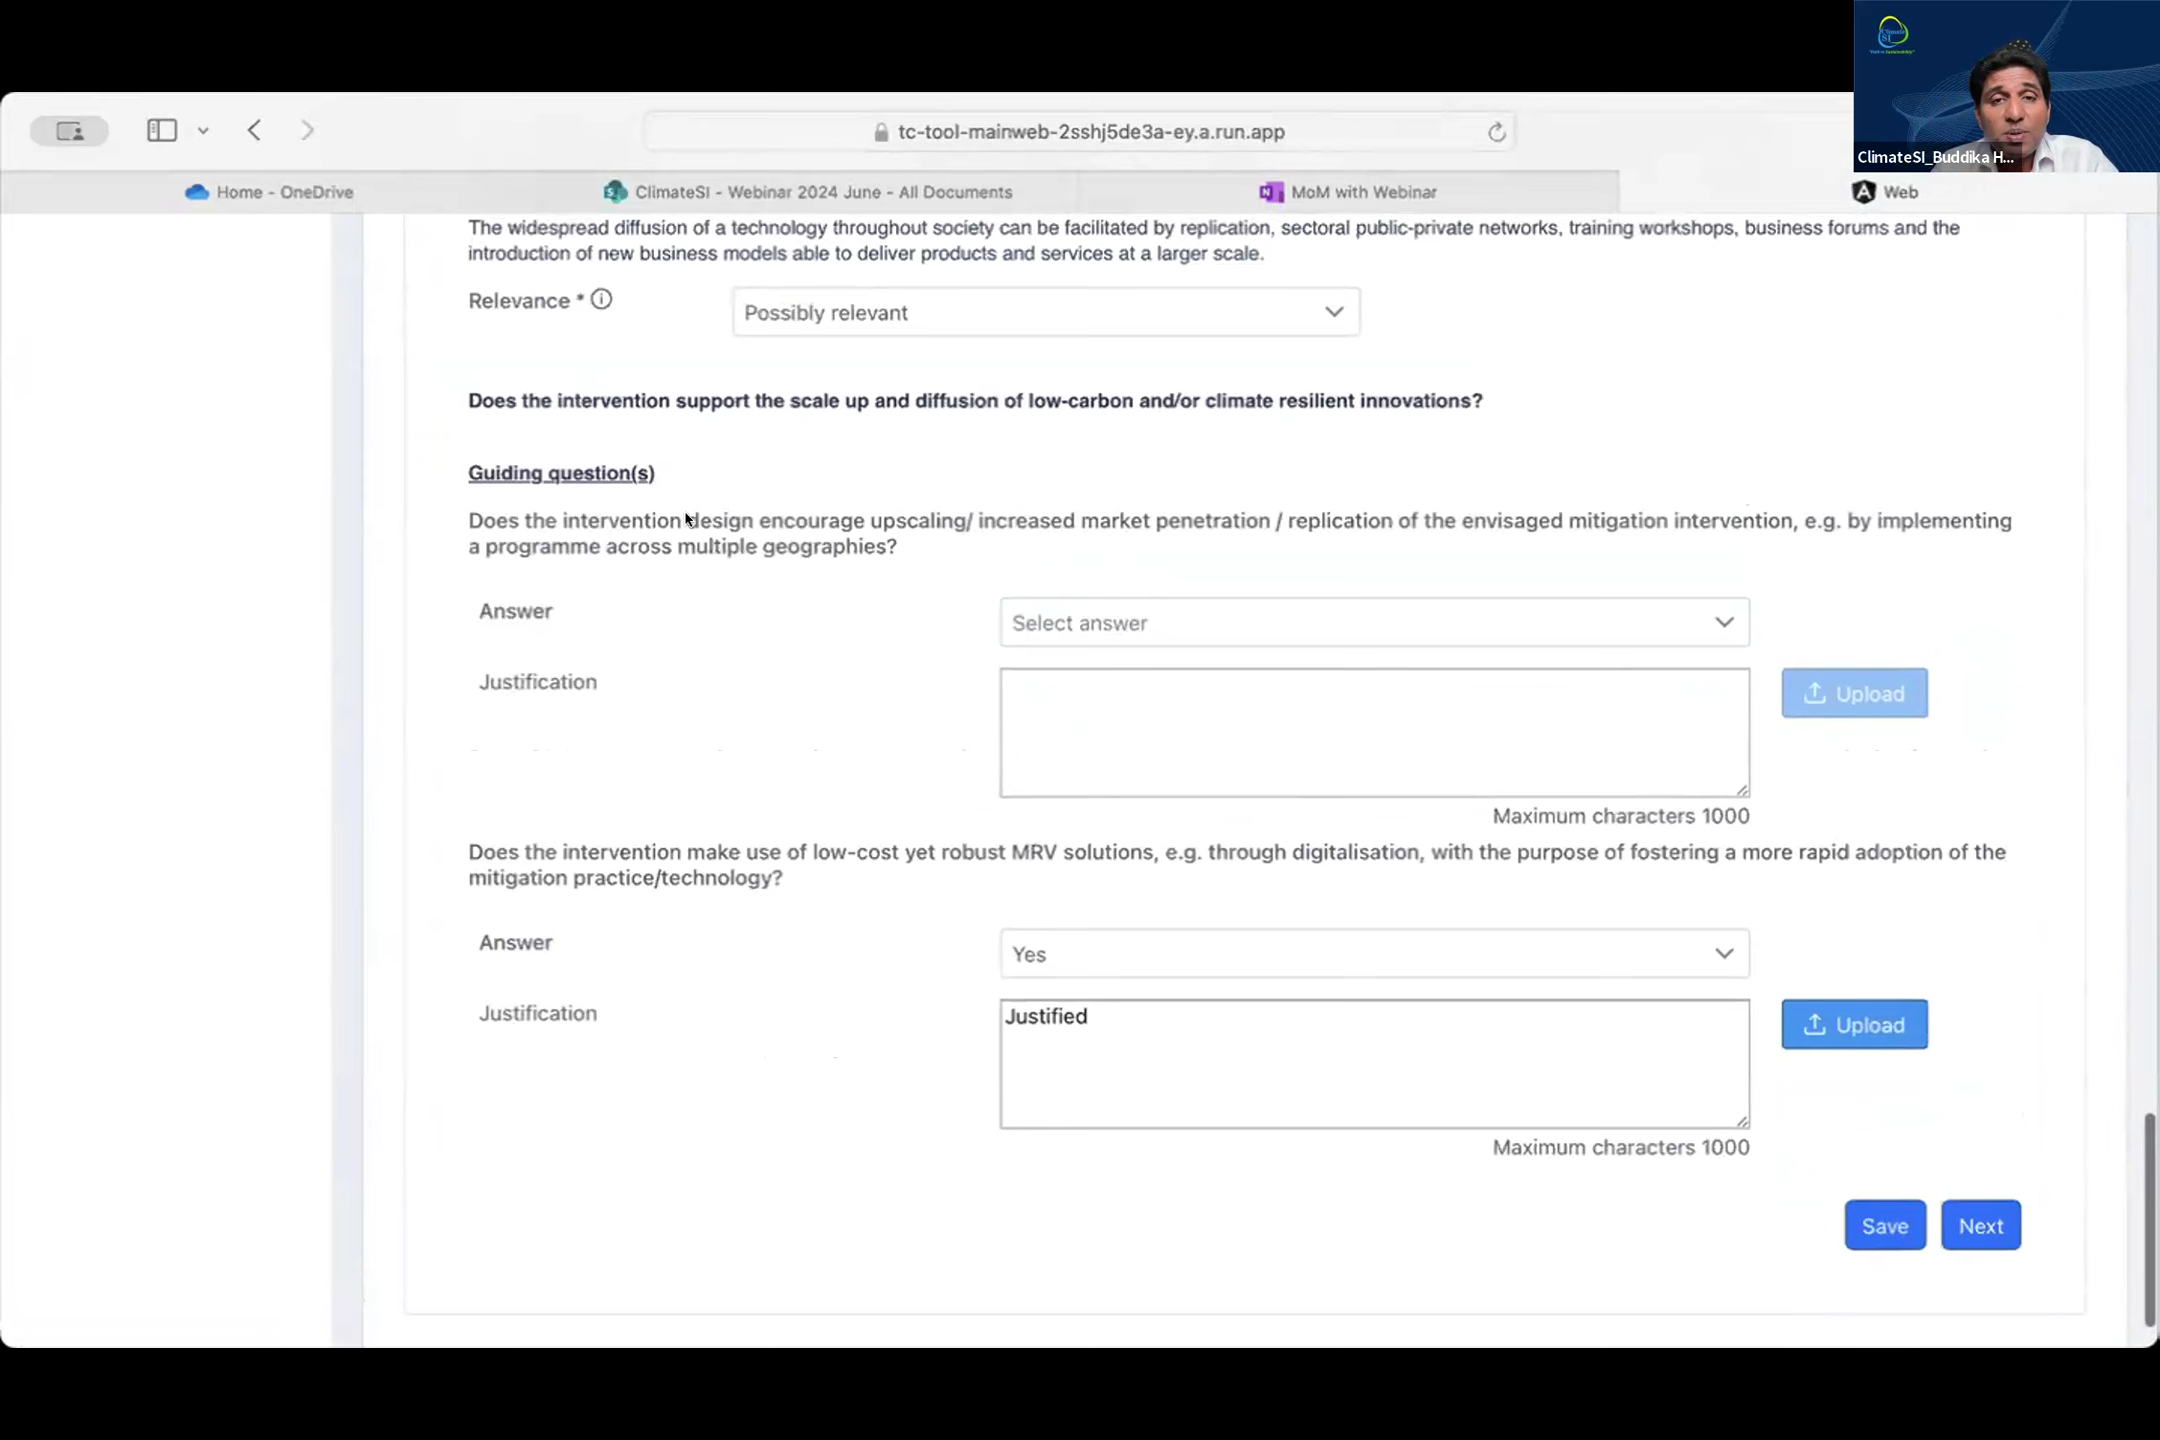 ClimateSI_Buddika H...
tc-tool-mainweb-2sshj5de3a-ey.a.run.app
Home - OneDrive
ClimateSI - Webinar 2024 June - All Documents
MoM with Webinar
Web
The widespread diffusion of a technology throughout society can be facilitated by replication, sectoral public-private networks, training workshops, business forums and the
introduction of new business models able to deliver products and services at a larger scale.
Relevance *
Possibly relevant
Does the intervention support the scale up and diffusion of low-carbon and/or climate resilient innovations?
Guiding question(s)
Does the intervention design encourage upscaling/ increased market penetration / replication of the envisaged mitigation intervention, e.g. by implementing
a programme across multiple geographies?
Answer
Select answer
Justification
Upload
Maximum characters 1000
Does the intervention make use of low-cost yet robust MRV solutions, e.g. through digitalisation, with the purpose of fostering a more rapid adoption of the
mitigation practice/technology?
Answer
Yes
Justification
Justified
Upload
Maximum characters 1000
Save
Next